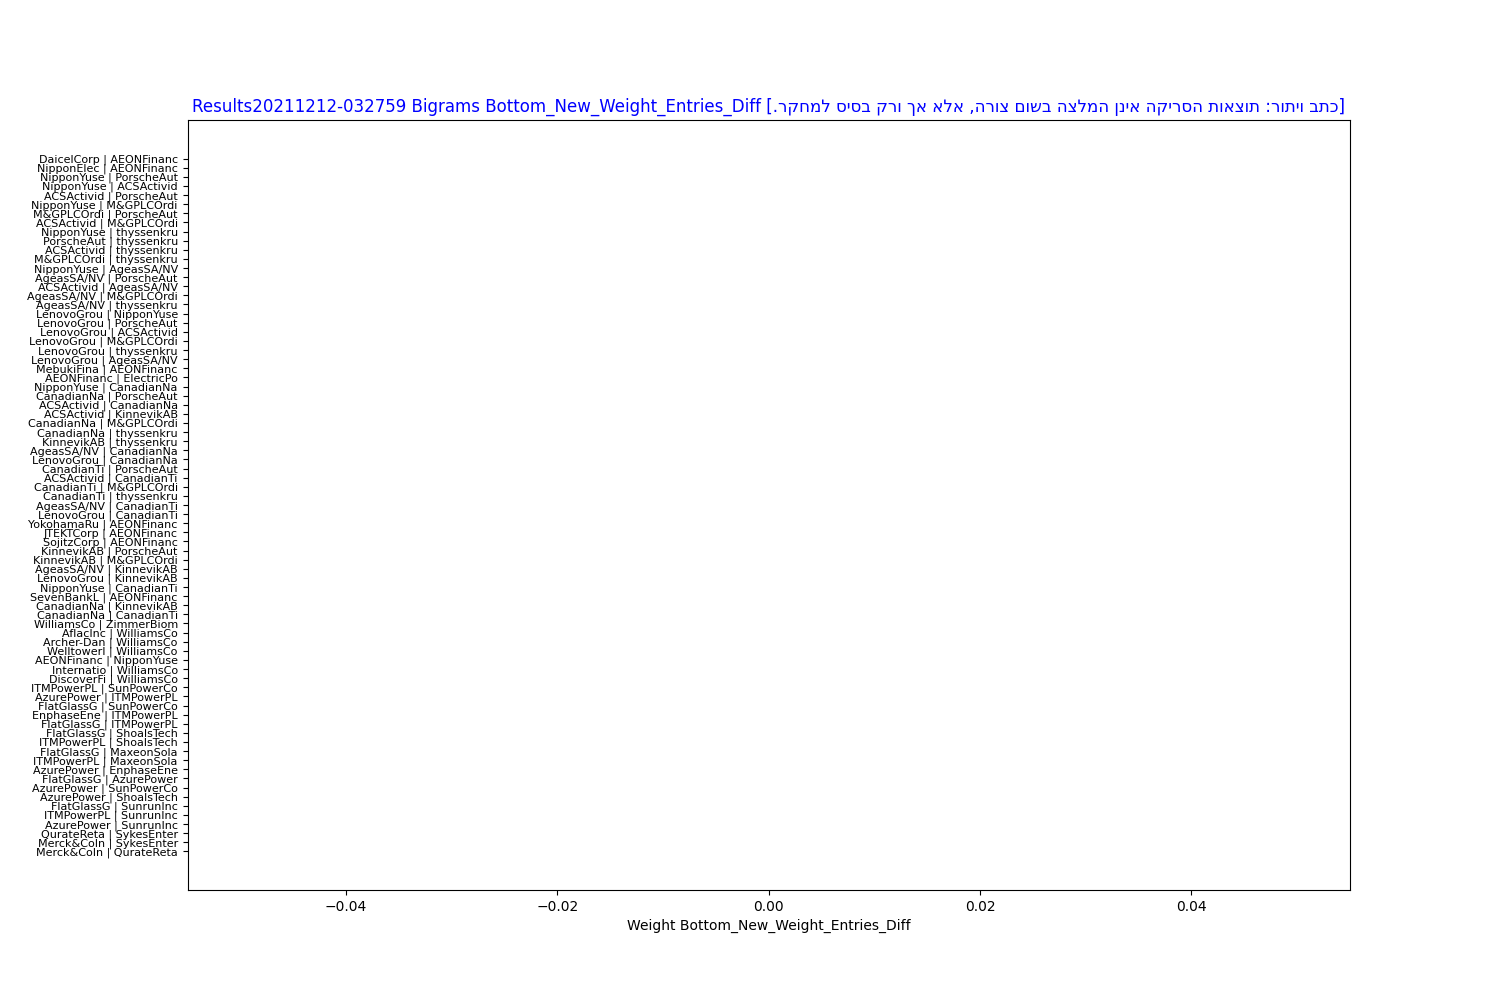 Results20211212-032759 Bigrams Bottom_New_Weight_Entries_Diff [כתב ויתור: תוצאות הסריקה אינן המלצה בשום צורה, אלא אך ורק בסיס למחקר.]
DaicelCorp | AEONFinanc
NipponElec | AEONFinanc
NipponYuse | PorscheAut
NipponYuse | ACSActivid
ACSActivid | PorscheAut
NipponYuse | M&GPLCOrdi
M&GPLCOrdi | PorscheAut
ACSActivid | M&GPLCOrdi
NipponYuse | thyssenkru
PorscheAut | thyssenkru
ACSActivid | thyssenkru
M&GPLCOrdi | thyssenkru
NipponYuse | AgeasSA/NV
AgeasSA/NV | PorscheAut
ACSActivid | AgeasSA/NV
AgeasSA/NV | M&GPLCOrdi
AgeasSA/NV | thyssenkru
LenovoGrou | NipponYuse
LenovoGrou | PorscheAut
LenovoGrou | ACSActivid
LenovoGrou | M&GPLCOrdi
LenovoGrou | thyssenkru
LenovoGrou | AgeasSA/NV
MebukiFina | AEONFinanc
AEONFinanc | ElectricPo
NipponYuse | CanadianNa
CanadianNa | PorscheAut
ACSActivid | CanadianNa
ACSActivid | KinnevikAB
CanadianNa | M&GPLCOrdi
CanadianNa | thyssenkru
KinnevikAB | thyssenkru
AgeasSA/NV | CanadianNa
LenovoGrou | CanadianNa
CanadianTi | PorscheAut
ACSActivid | CanadianTi
CanadianTi | M&GPLCOrdi
CanadianTi | thyssenkru
AgeasSA/NV | CanadianTi
LenovoGrou | CanadianTi
YokohamaRu | AEONFinanc
JTEKTCorp | AEONFinanc
SojitzCorp | AEONFinanc
KinnevikAB | PorscheAut
KinnevikAB | M&GPLCOrdi
AgeasSA/NV | KinnevikAB
LenovoGrou | KinnevikAB
NipponYuse | CanadianTi
SevenBankL | AEONFinanc
CanadianNa | KinnevikAB
CanadianNa | CanadianTi
WilliamsCo | ZimmerBiom
AflacInc | WilliamsCo
Archer-Dan | WilliamsCo
WelltowerI | WilliamsCo
AEONFinanc | NipponYuse
Internatio | WilliamsCo
DiscoverFi | WilliamsCo
ITMPowerPL | SunPowerCo
AzurePower | ITMPowerPL
FlatGlassG | SunPowerCo
EnphaseEne | ITMPowerPL
FlatGlassG | ITMPowerPL
FlatGlassG | ShoalsTech
ITMPowerPL | ShoalsTech
FlatGlassG | MaxeonSola
ITMPowerPL | MaxeonSola
AzurePower | EnphaseEne
FlatGlassG | AzurePower
AzurePower | SunPowerCo
AzurePower | ShoalsTech
FlatGlassG | SunrunInc
ITMPowerPL | SunrunInc
AzurePower | SunrunInc
QurateReta | SykesEnter
Merck&CoIn | SykesEnter
Merck&CoIn | QurateReta
−0.04 −0.02 0.00 0.02 0.04
Weight Bottom_New_Weight_Entries_Diff